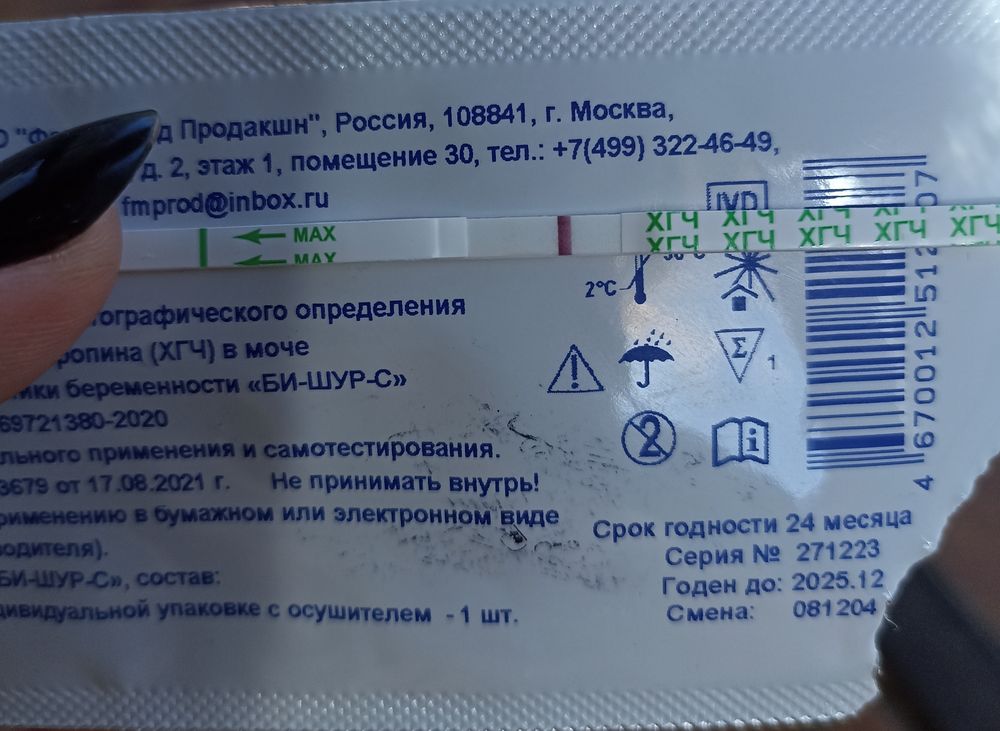 д Продакшн", Россия, 108841, г. Москва,
д. 2, этаж 1, помещение 30, тел.: +7(499) 322-46-49,
fmprod@inbox.ru
IVD
MAX
MAX
ХГЧ ХГЧ ХГЧ ХГЧ ХГЧ
ХГЧ ХГЧ ХГЧ ХГЧ ХГЧ
2°C
ографического определения
ропина (ХГЧ) в моче
ики беременности «БИ-ШУР-С»
69721380-2020
льного применения и самотестирования.
3679 от 17.08.2021 г. Не принимать внутрь!
рименению в бумажном или электронном виде
водителя).
БИ-ШУР-С», состав:
дивидуальной упаковке с осушителем - 1 шт.
Σ 1
2
i
4 670012 512 07
Срок годности 24 месяца
Серия № 271223
Годен до: 2025.12
Смена: 081204